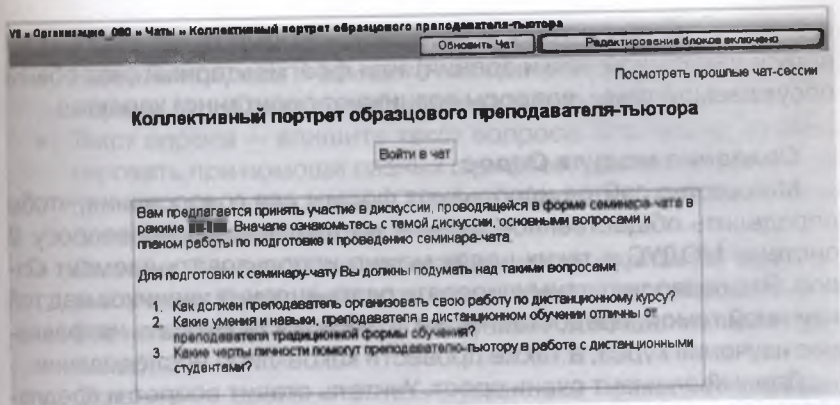 VII » Организацию_080 » Чаты » Коллективный портрет образцового преподавателя-тьютора
Обновить Чат
Редактирование блоков включено
Посмотреть прошлые чат-сессии
Коллективный портрет образцового преподавателя-тьютора
Войти в чат
Вам предлагается принять участие в дискуссии, проводящейся в форме семинара-чата в
режиме Вначале ознакомьтесь с темой дискуссии, основными вопросами и
планом работы по подготовке к проведению семинара-чата
Для подготовки к семинару-чату Вы должны подумать над такими вопросами
1. Как должен преподаватель организовать свою работу по дистанционному курсу?
2. Какие умения и навыки, преподавателя в дистанционном обучении отличны от
преподавателя традиционной формы обучения?
3. Какие черты личности помогут преподавателю-тьютору в работе с дистанционными
студентами?